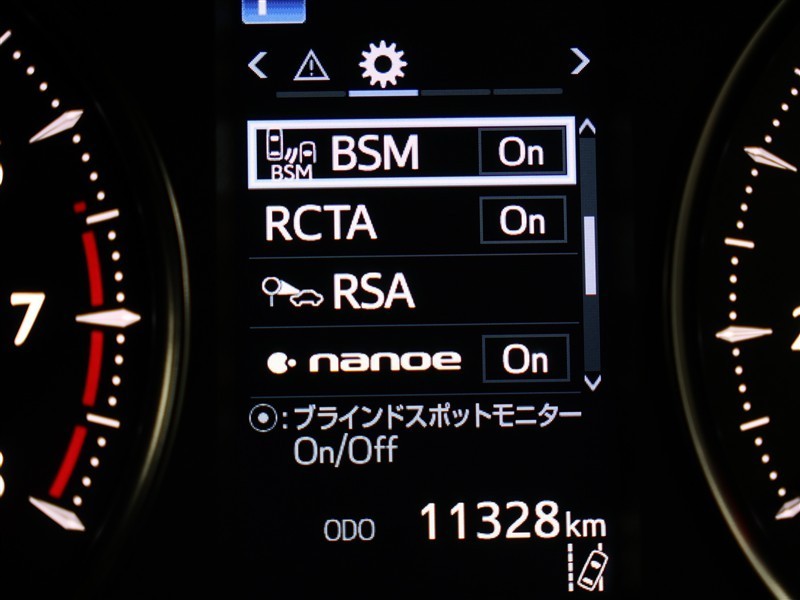 BSM BSM On
RCTA On
RSA
nanoe On
: ブラインドスポットモニター
On/Off
ODO 11328 km
7